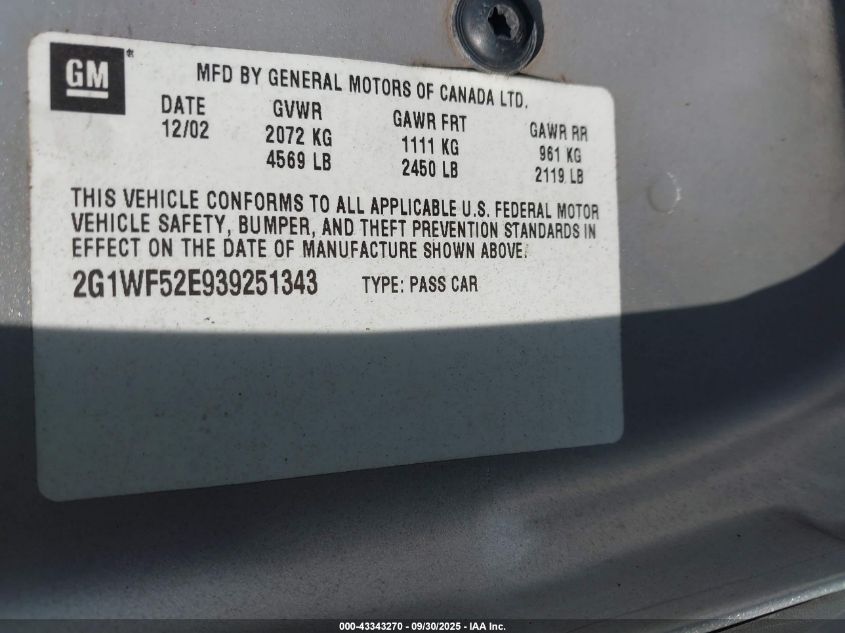 GM
MFD BY GENERAL MOTORS OF CANADA LTD.
DATE GVWR GAWR FRT GAWR RR
12/02 2072 KG 1111 KG 961 KG
4569 LB 2450 LB 2119 LB
THIS VEHICLE CONFORMS TO ALL APPLICABLE U.S. FEDERAL MOTOR
VEHICLE SAFETY, BUMPER, AND THEFT PREVENTION STANDARDS IN
EFFECT ON THE DATE OF MANUFACTURE SHOWN ABOVE.
2G1WF52E939251343 TYPE: PASS CAR
000-43343270 - 09/30/2025 - IAA Inc.